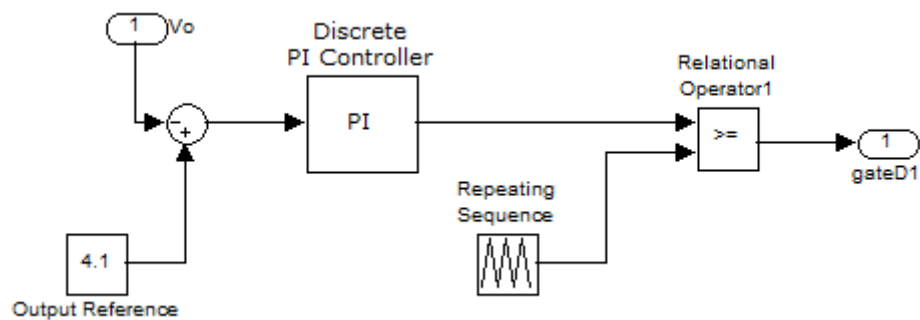 1
Vo
Discrete
PI Controller
PI
Relational
Operator1
>=
1
gateD1
Repeating
Sequence
4.1
Output Reference